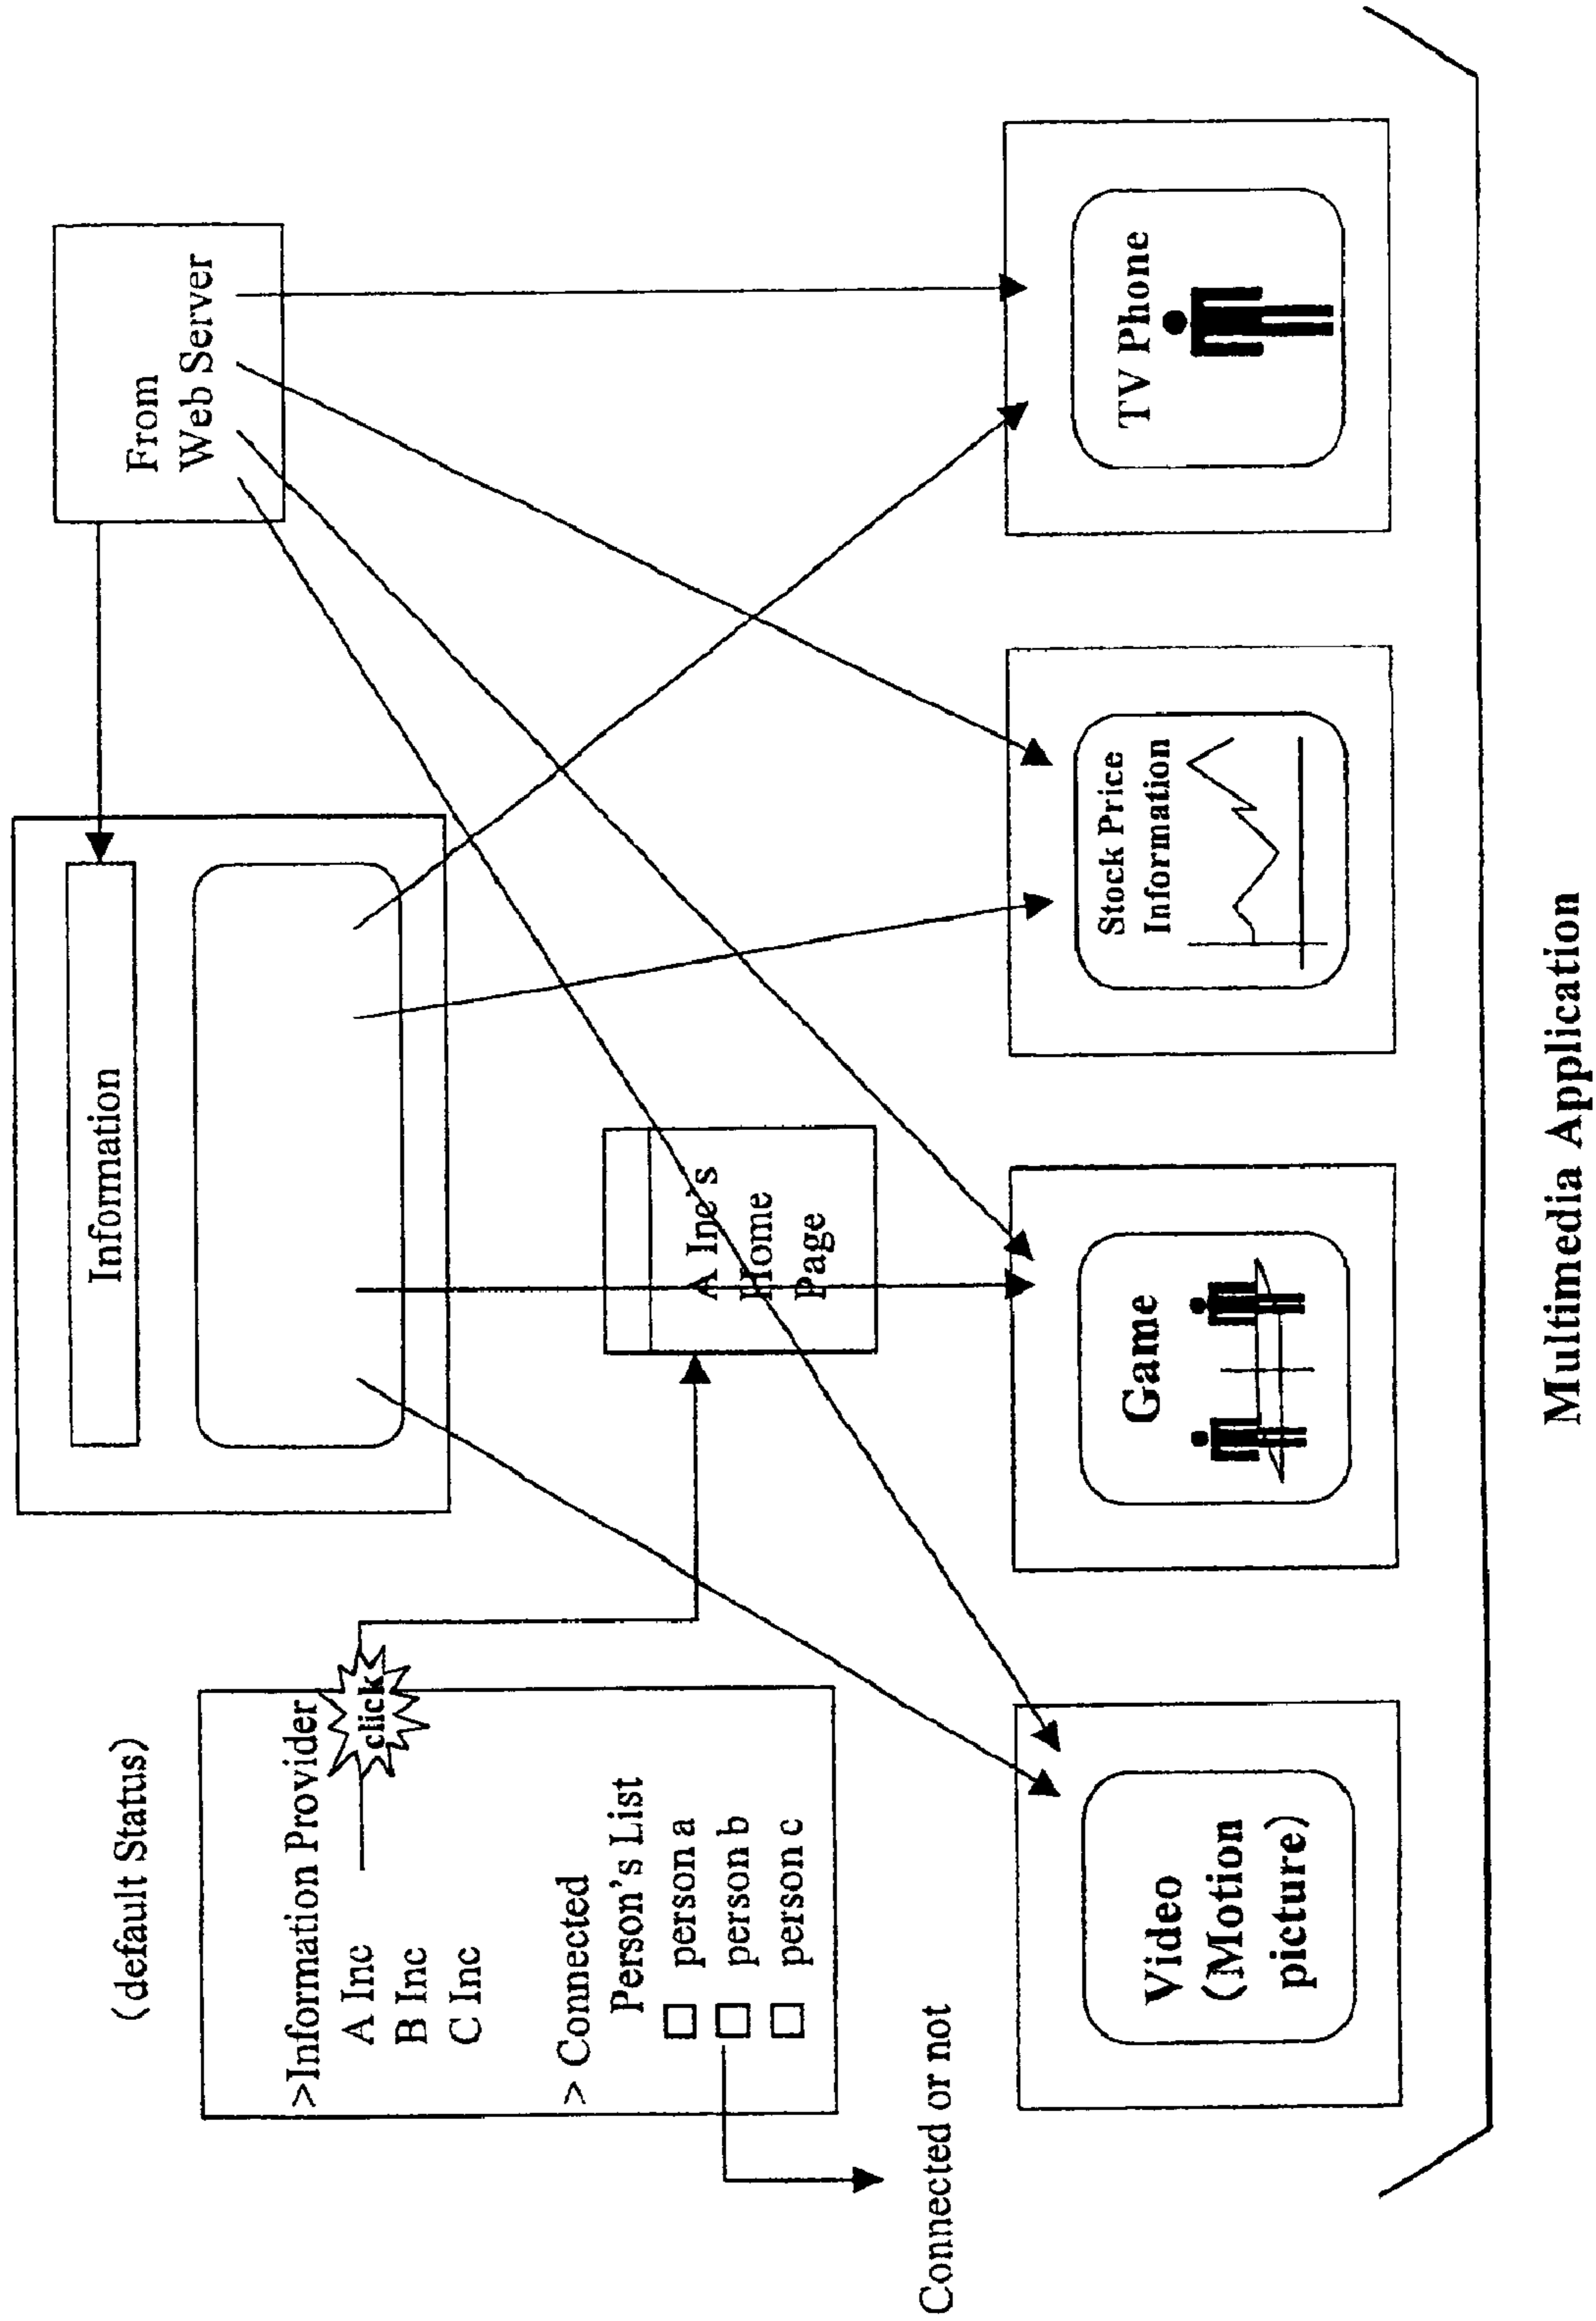 (default Status)
>Information Provider
A Inc
B Inc
C Inc
click
> Connected
Person's List
person a
person b
person c
Connected or not
Information
From
Web Server
A Inc's
Home
Page
Video
(Motion
picture)
Game
Stock Price
Information
TV Phone
Multimedia Application